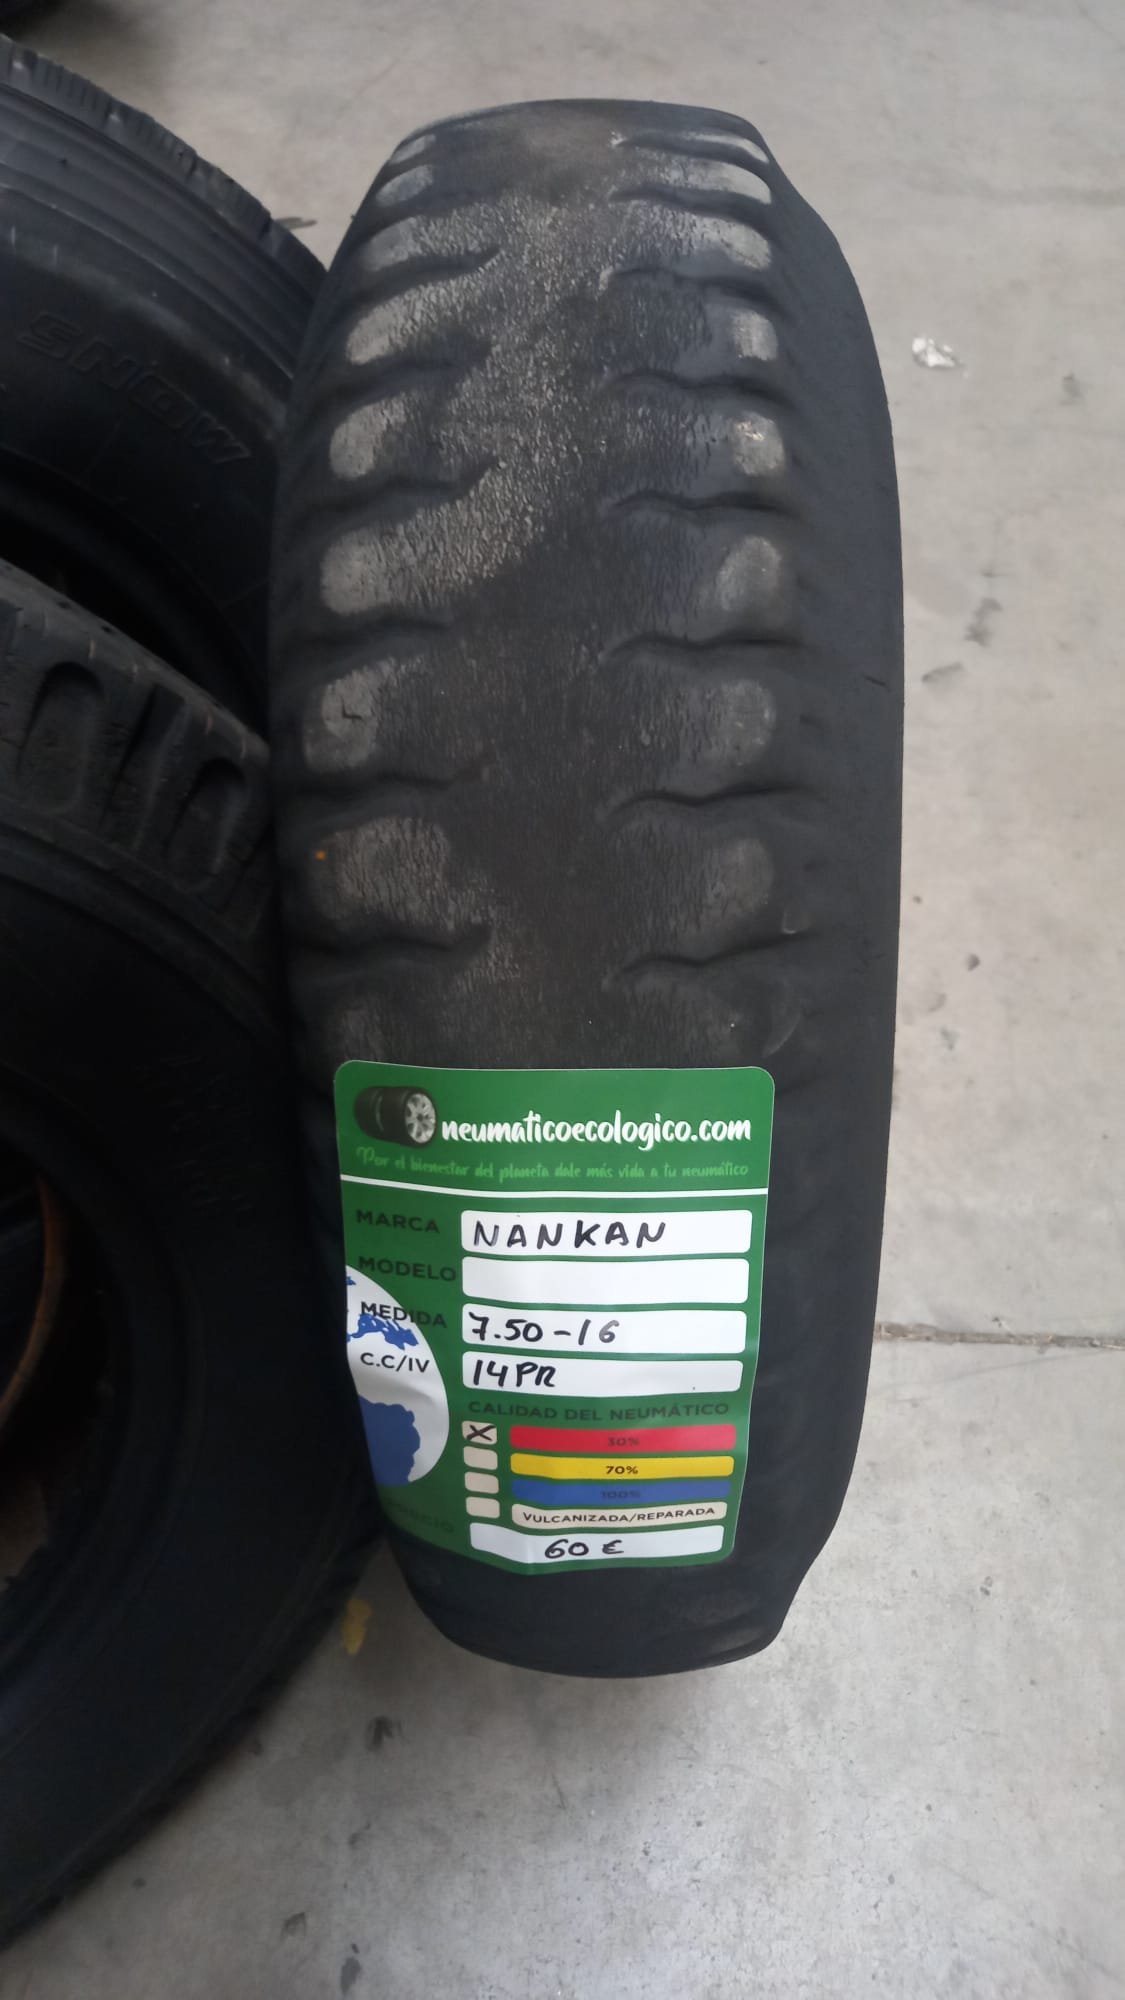 SNOW
neumaticoecologico.com
Por el bienestar del planeta dale más vida a tu neumático
MARCA NANKAN
MODELO
MEDIDA 7.50-16
C.C/IV 14PR
CALIDAD DEL NEUMÁTICO
X 30%
70%
100%
VULCANIZADA/REPARADA
60 €